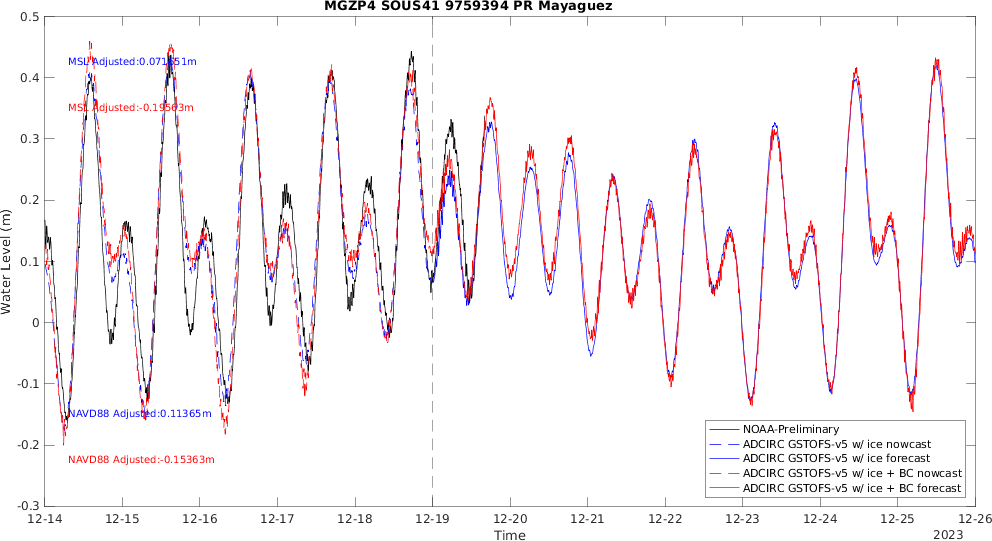 MGZP4 SOUS41 9759394 PR Mayaguez
Water Level (m)
0.5
0.4
0.3
0.2
0.1
0
-0.1
-0.2
-0.3
MSL Adjusted:0.071651m
MSL Adjusted:-0.19563m
NAVD88 Adjusted:0.11365m
NAVD88 Adjusted:-0.15363m
NOAA-Preliminary
ADCIRC GSTOFS-v5 w/ ice nowcast
ADCIRC GSTOFS-v5 w/ ice forecast
ADCIRC GSTOFS-v5 w/ ice + BC nowcast
ADCIRC GSTOFS-v5 w/ ice + BC forecast
12-14 12-15 12-16 12-17 12-18 12-19 12-20 12-21 12-22 12-23 12-24 12-25 12-26
Time
2023